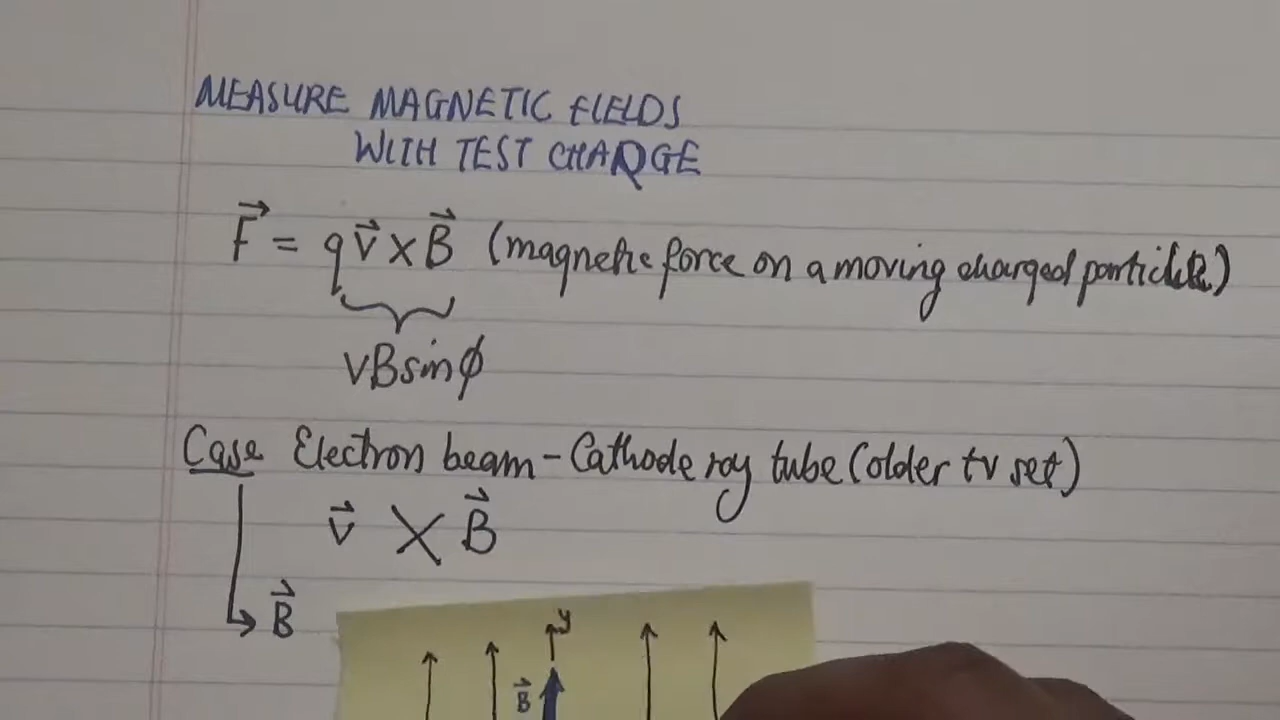 MEASURE MAGNETIC FIELDS
WITH TEST CHARGE
F⃗ = qv⃗ × B⃗ (magnetic force on a moving charged particle)
vBsinϕ
Case Electron beam - Cathode ray tube (older tv set)
v⃗ × B⃗
B⃗
y
B⃗